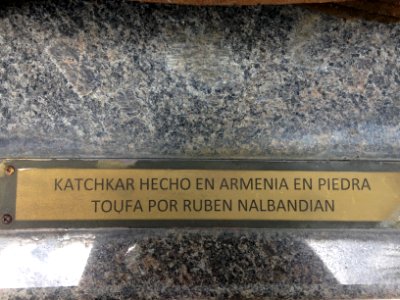 KATCHKAR HECHO EN ARMENIA EN PIEDRA
TOUFA POR RUBEN NALBANDIAN